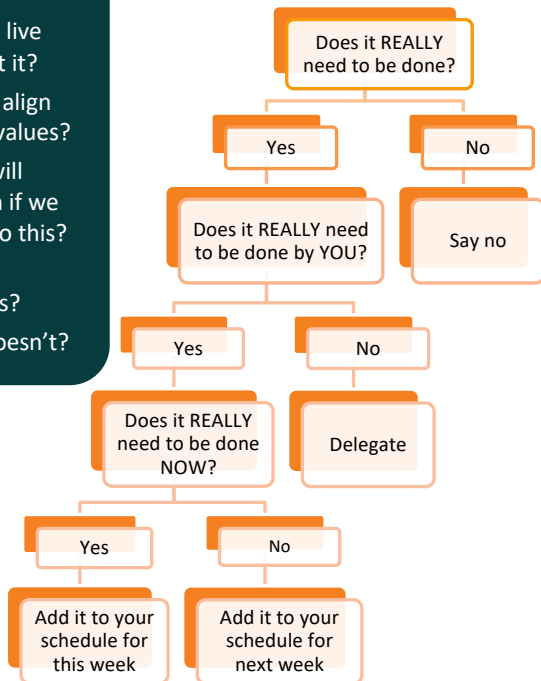 live
t it?
align
values?
vill
n if we
o this?
s?
oesn't?
Does it REALLY
need to be done?
Yes
No
Does it REALLY need
to be done by YOU?
Say no
Yes
No
Does it REALLY
need to be done
NOW?
Delegate
Yes
No
Add it to your
schedule for
this week
Add it to your
schedule for
next week